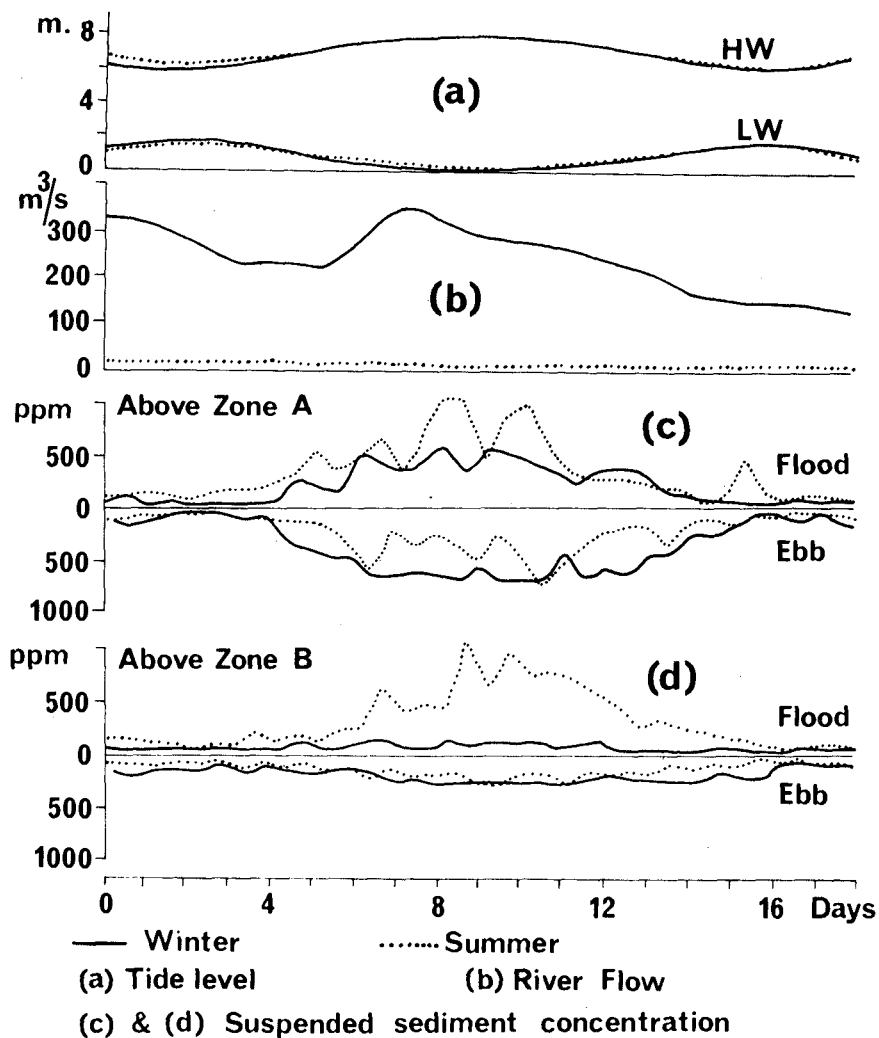 m. 8
HW
4
(a)
LW
0
m³/s
300
200
(b)
100
0
ppm Above Zone A
(c)
500
Flood
0
500
Ebb
1000
ppm Above Zone B
(d)
500
Flood
0
Ebb
500
1000
0 4 8 12 16 Days
Winter Summer
(a) Tide level (b) River Flow
(c) & (d) Suspended sediment concentration